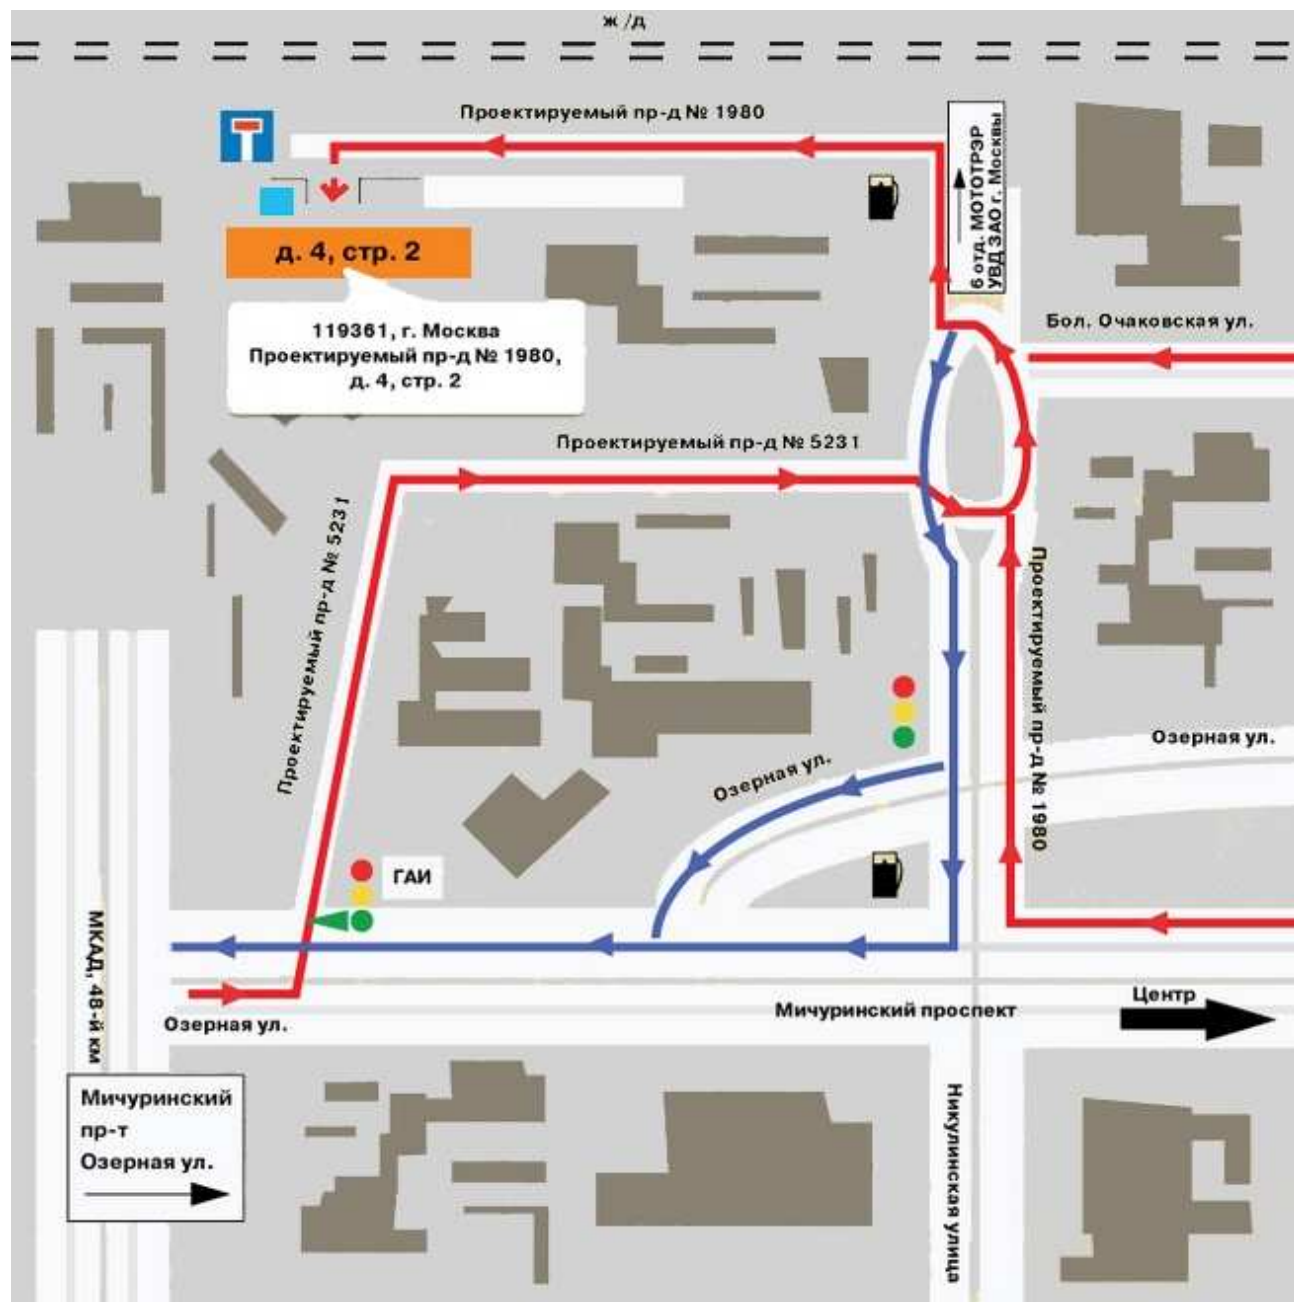 ж /д
Проектируемый пр-д № 1980
6 отд. МОТОТРЭР
УВД ЗАО г. Москвы
д. 4, стр. 2
119361, г. Москва
Проектируемый пр-д № 1980,
д. 4, стр. 2
Бол. Очаковская ул.
Проектируемый пр-д № 5231
Проектируемый пр-д № 5231
Проектируемый пр-д № 1980
Озерная ул.
Озерная ул.
ГАИ
МКАД, 48-й км
Озерная ул.
Мичуринский проспект
Центр
Мичуринский
пр-т
Озерная ул.
Никулинская улица